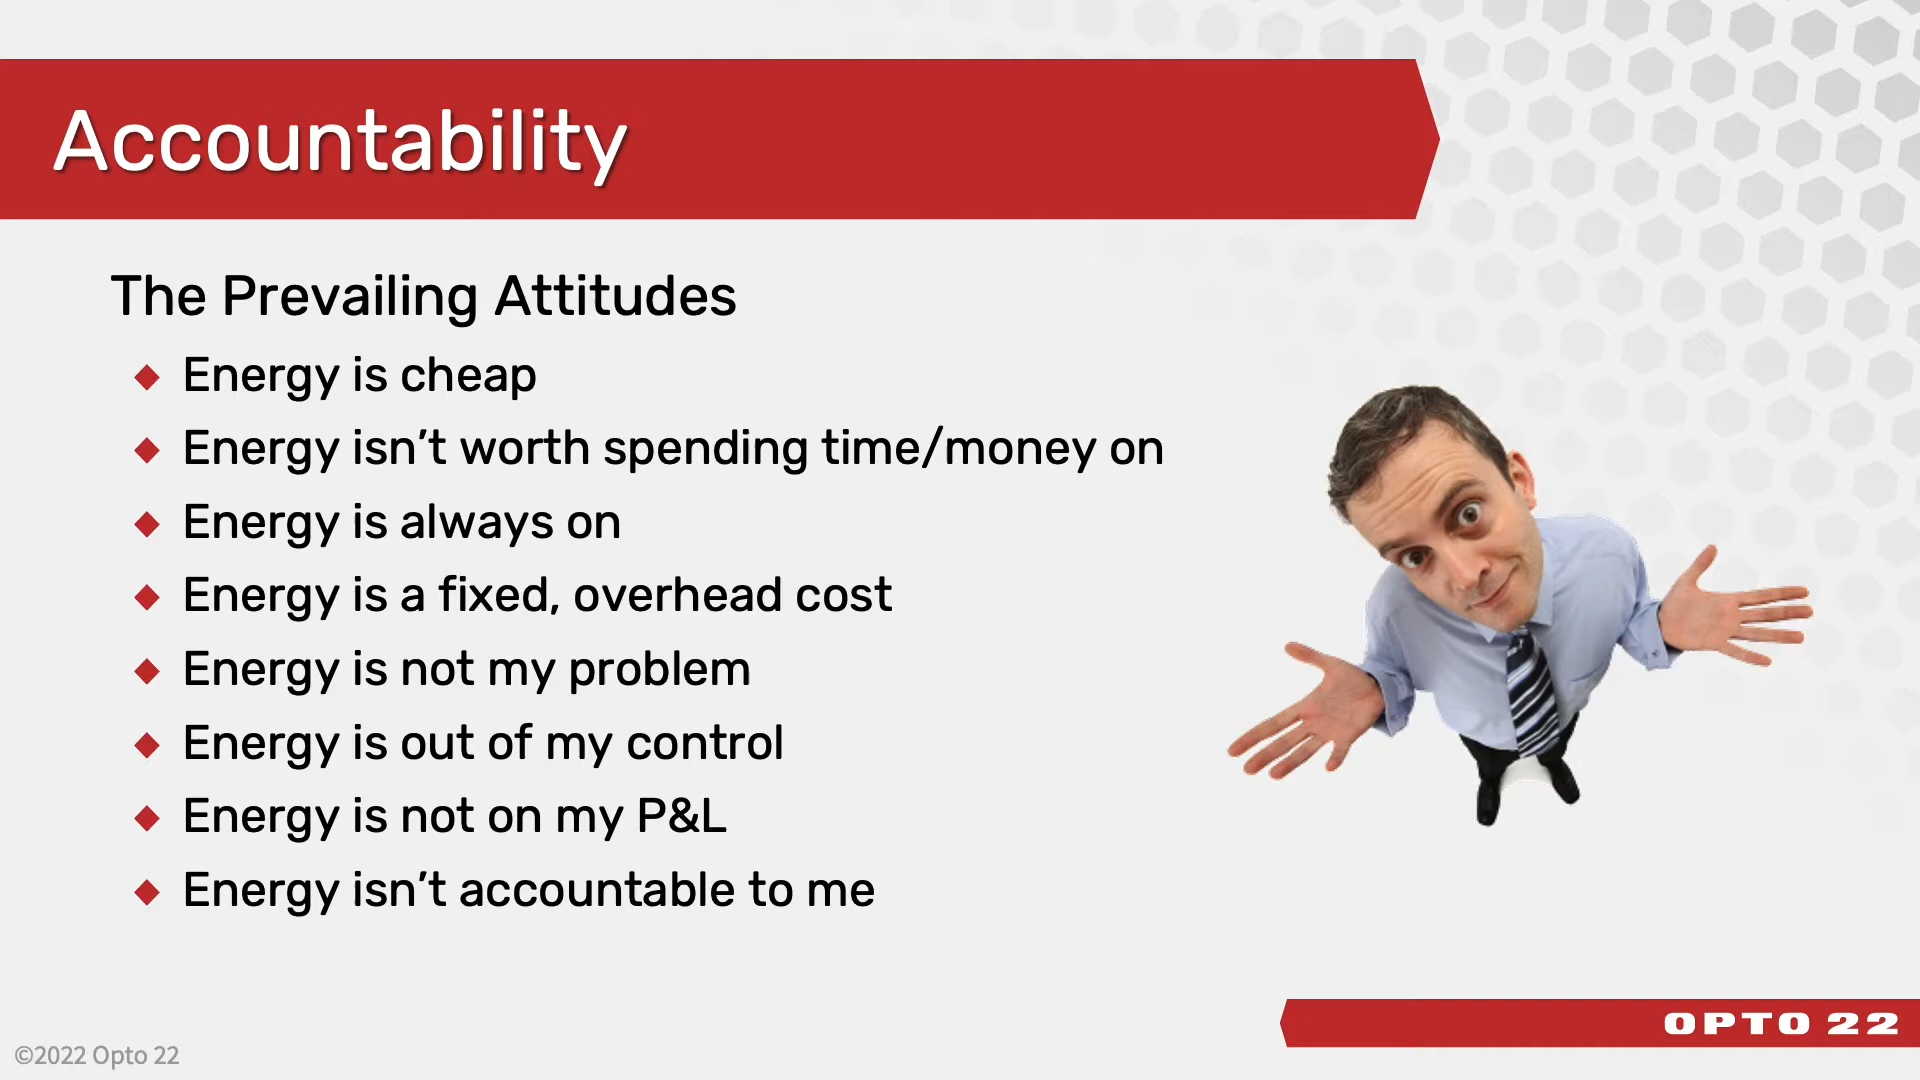 Accountability
The Prevailing Attitudes
Energy is cheap
Energy isn’t worth spending time/money on
Energy is always on
Energy is a fixed, overhead cost
Energy is not my problem
Energy is out of my control
Energy is not on my P&L
Energy isn’t accountable to me
OPTO 22
©2022 Opto 22